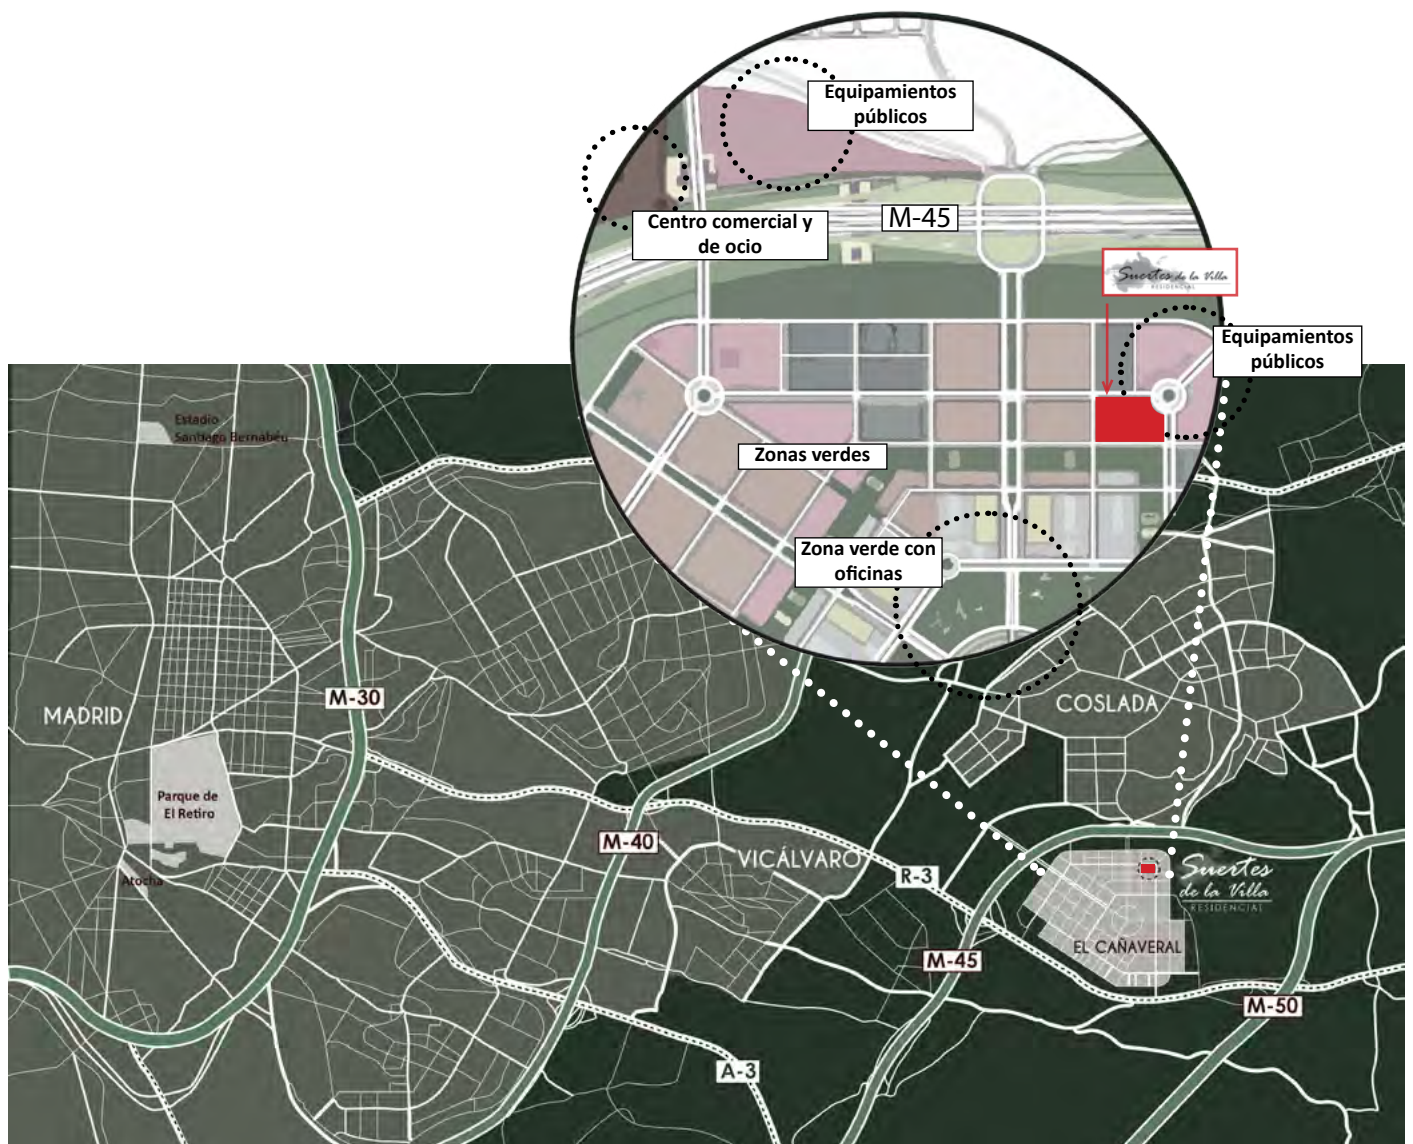 Equipamientos
públicos
Centro comercial y
de ocio
M-45
Suertes de la Villa
RESIDENCIAL
Equipamientos
públicos
Zonas verdes
Zona verde con
oficinas
Estadio
Santiago Bernabéu
MADRID
M-30
COSLADA
Parque de
El Retiro
Atocha
M-40
VICÁLVARO
R-3
Suertes
de la Villa
RESIDENCIAL
EL CAÑAVERAL
M-45
M-50
A-3